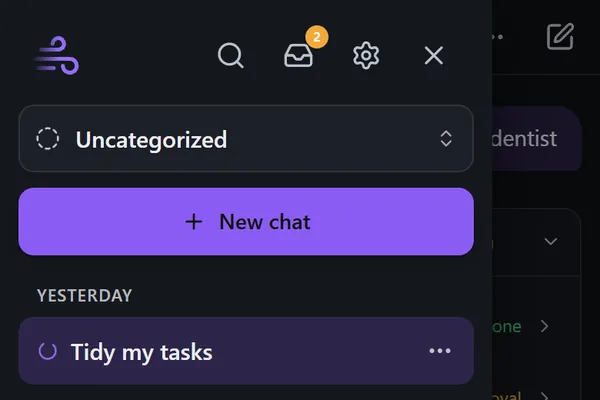 2
Uncategorized
dentist
New chat
YESTERDAY
Tidy my tasks
one
oval